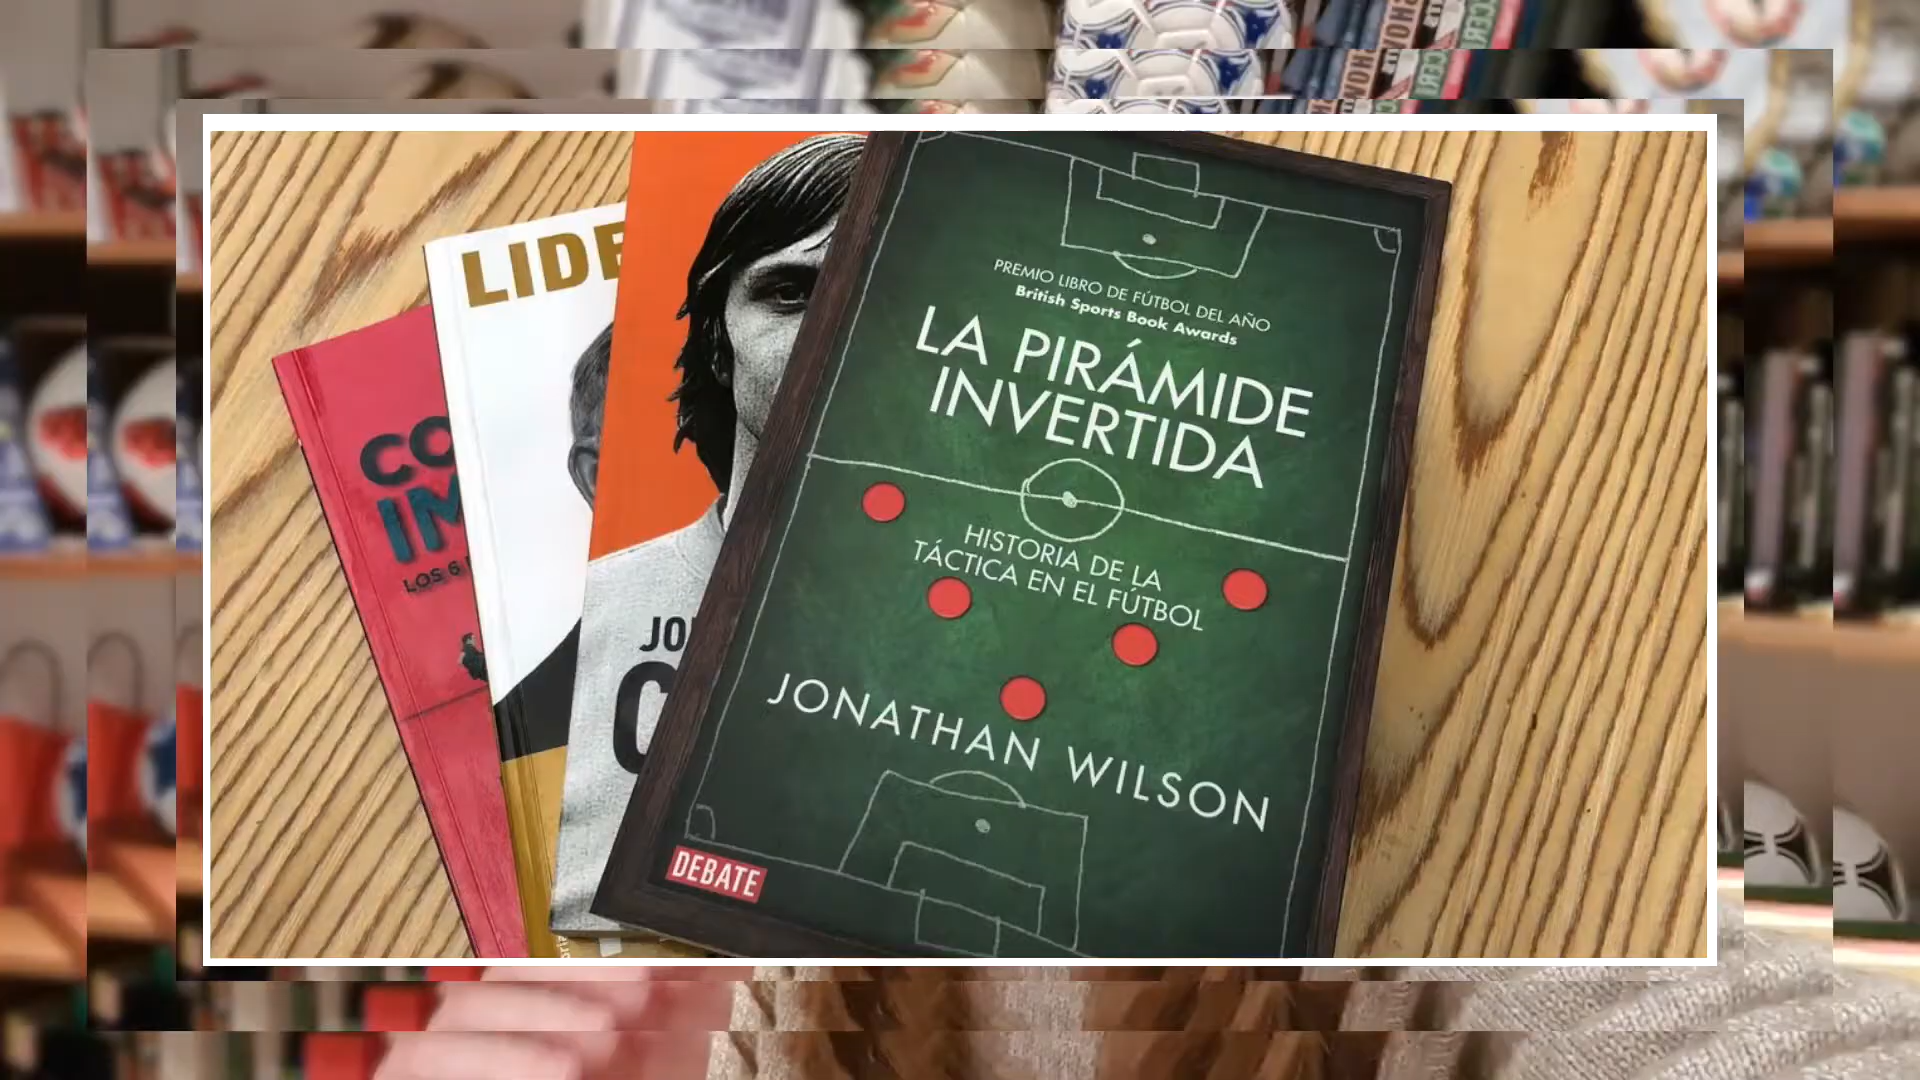 CO
IM
LOS 6
LIDE
JO
C
PREMIO LIBRO DE FÚTBOL DEL AÑO
British Sports Book Awards
LA PIRÁMIDE
INVERTIDA
HISTORIA DE LA
TÁCTICA EN EL FÚTBOL
JONATHAN WILSON
DEBATE